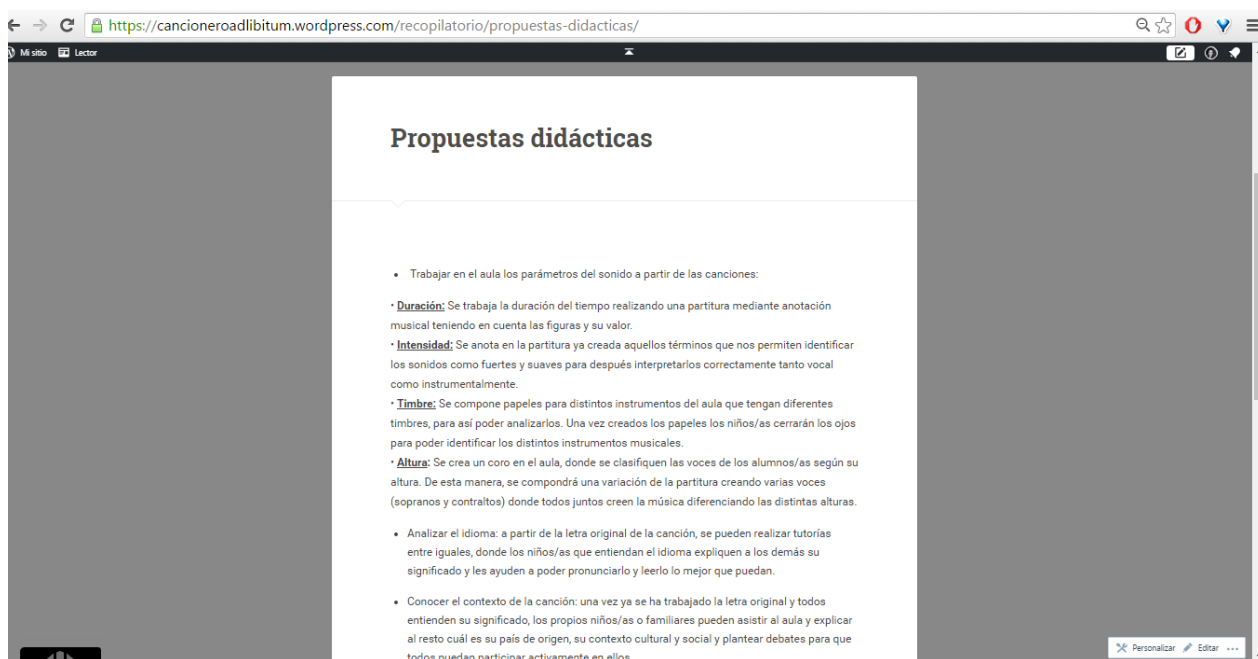 https://cancioneroadlibitum.wordpress.com/recopilatorio/propuestas-didacticas/
Mi sitio Lector
Propuestas didácticas
• Trabajar en el aula los parámetros del sonido a partir de las canciones:
• Duración: Se trabaja la duración del tiempo realizando una partitura mediante anotación
musical teniendo en cuenta las figuras y su valor.
• Intensidad: Se anota en la partitura ya creada aquellos términos que nos permiten identificar
los sonidos como fuertes y suaves para después interpretarlos correctamente tanto vocal
como instrumentalmente.
• Timbre: Se compone papeles para distintos instrumentos del aula que tengan diferentes
timbres, para así poder analizarlos. Una vez creados los papeles los niños/as cerrarán los ojos
para poder identificar los distintos instrumentos musicales.
• Altura: Se crea un coro en el aula, donde se clasifiquen las voces de los alumnos/as según su
altura. De esta manera, se compondrá una variación de la partitura creando varias voces
(sopranos y contraltos) donde todos juntos creen la música diferenciando las distintas alturas.
• Analizar el idioma: a partir de la letra original de la canción, se pueden realizar tutorías
entre iguales, donde los niños/as que entiendan el idioma expliquen a los demás su
significado y les ayuden a poder pronunciarlo y leerlo lo mejor que puedan.
• Conocer el contexto de la canción: una vez ya se ha trabajado la letra original y todos
entienden su significado, los propios niños/as o familiares pueden asistir al aula y explicar
al resto cuál es su país de origen, su contexto cultural y social y plantear debates para que
todos puedan participar activamente en ellos.
Personalizar Editar ...